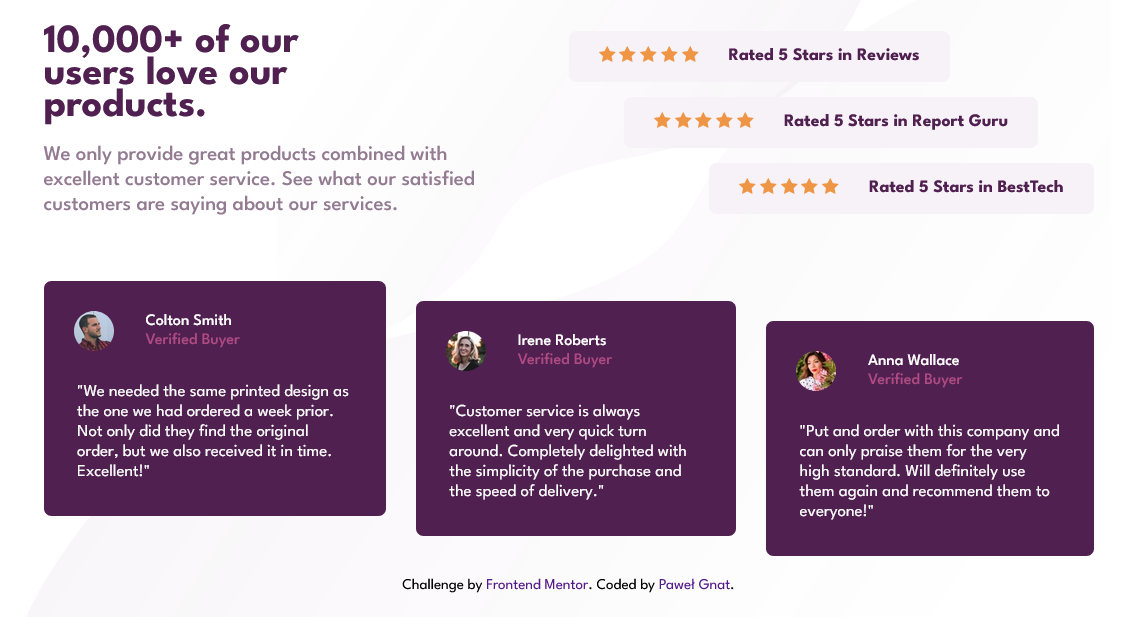 10,000+ of our
users love our
products.
We only provide great products combined with
excellent customer service. See what our satisfied
customers are saying about our services.
Rated 5 Stars in Reviews
Rated 5 Stars in Report Guru
Rated 5 Stars in BestTech
Colton Smith
Verified Buyer
"We needed the same printed design as
the one we had ordered a week prior.
Not only did they find the original
order, but we also received it in time.
Excellent!"
Irene Roberts
Verified Buyer
"Customer service is always
excellent and very quick turn
around. Completely delighted with
the simplicity of the purchase and
the speed of delivery."
Anna Wallace
Verified Buyer
"Put and order with this company and
can only praise them for the very
high standard. Will definitely use
them again and recommend them to
everyone!"
Challenge by Frontend Mentor. Coded by Paweł Gnat.